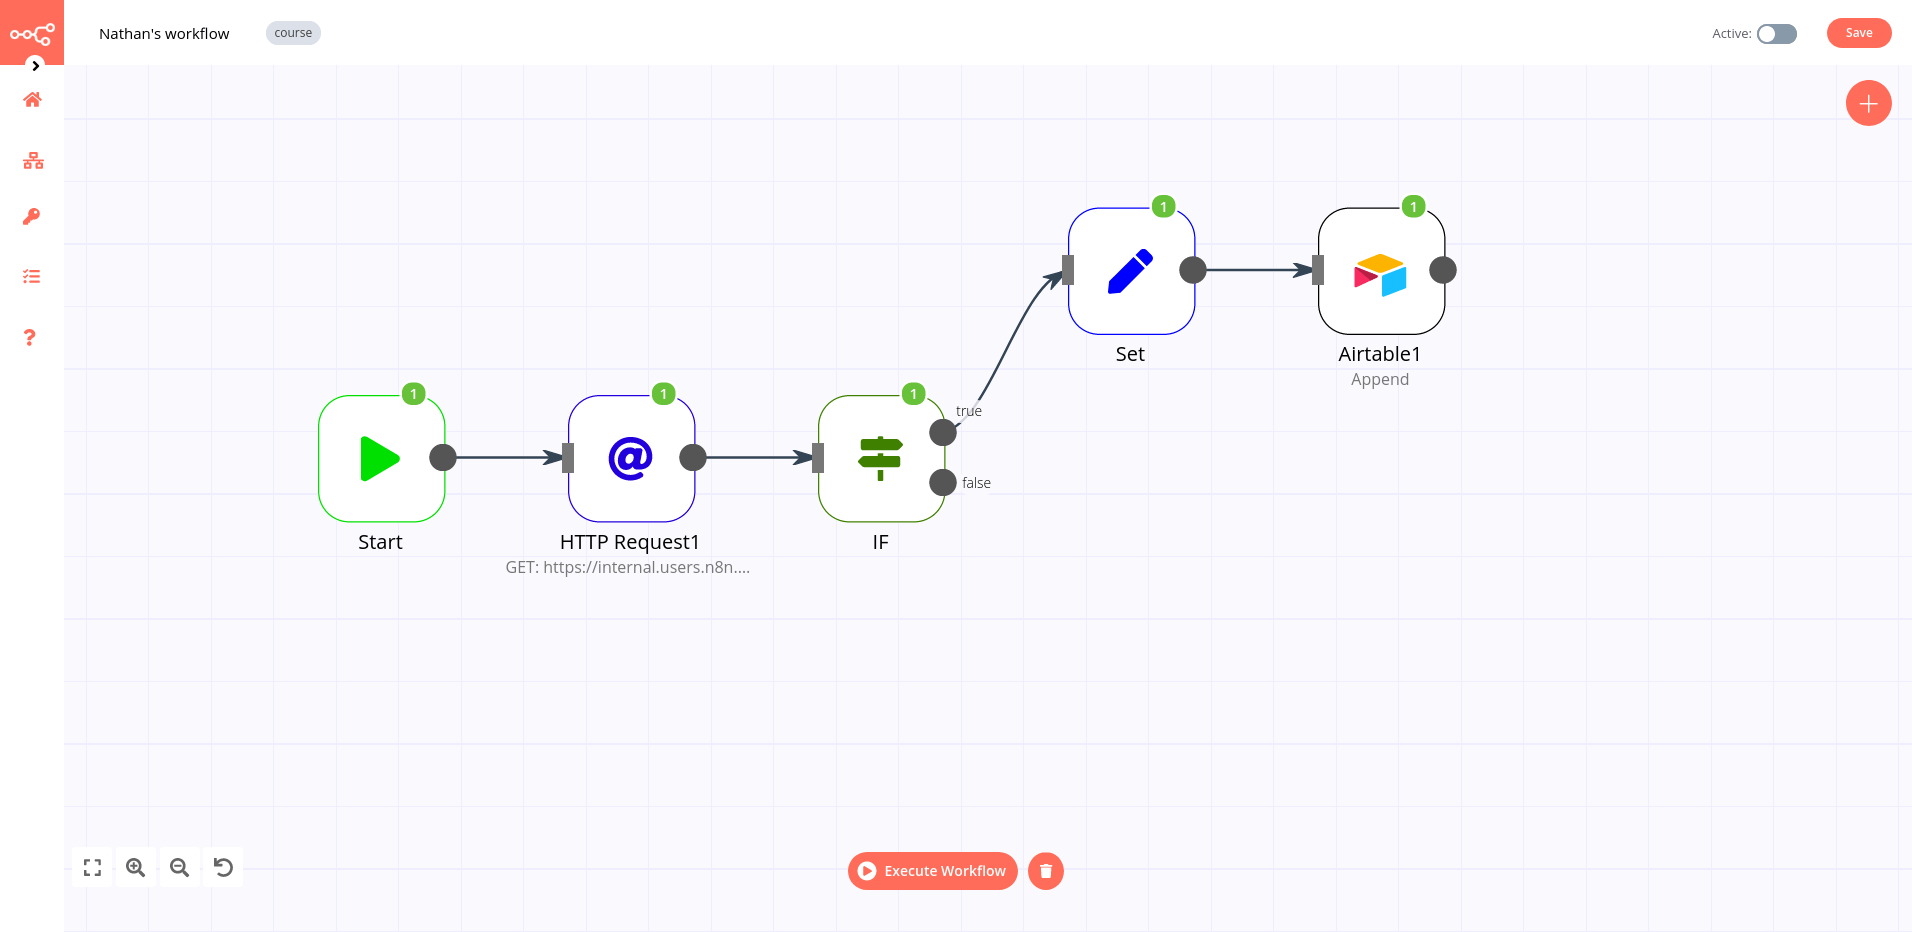 Nathan's workflow
course
Active:
Save
1
1
Set
Airtable1
Append
1
1
1
true
false
Start
HTTP Request1
IF
GET: https://internal.users.n8n....
Execute Workflow